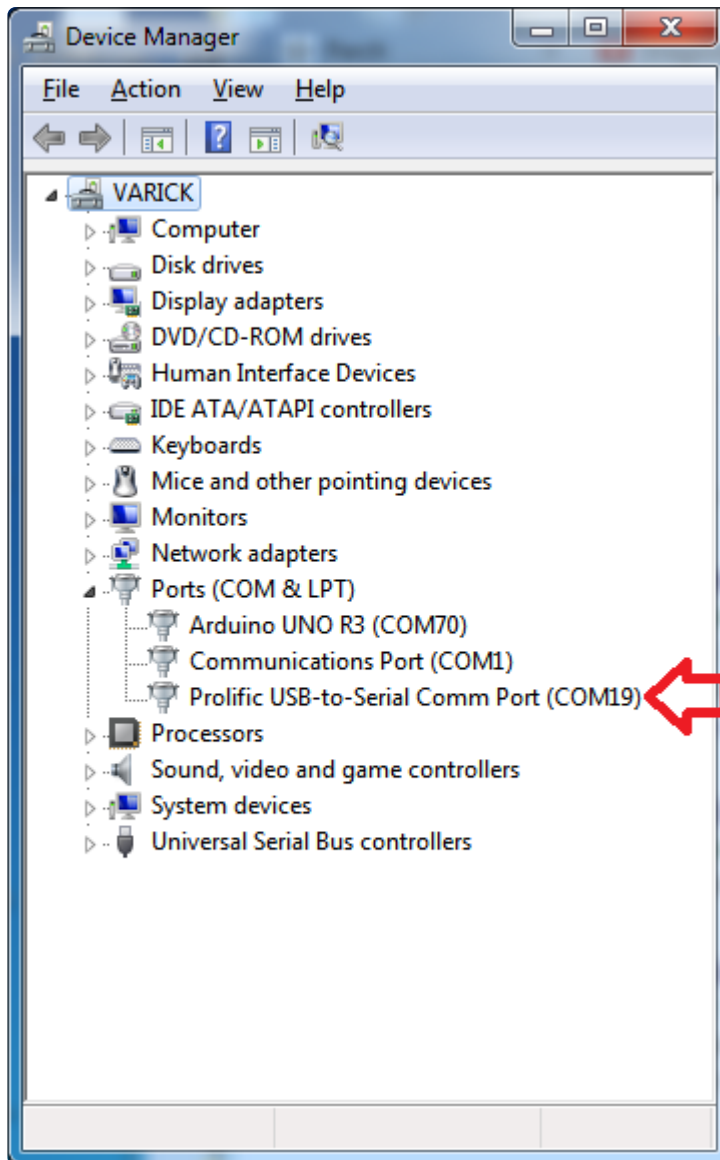 Device Manager
File Action View Help
VARICK
Computer
Disk drives
Display adapters
DVD/CD-ROM drives
Human Interface Devices
IDE ATA/ATAPI controllers
Keyboards
Mice and other pointing devices
Monitors
Network adapters
Ports (COM & LPT)
Arduino UNO R3 (COM70)
Communications Port (COM1)
Prolific USB-to-Serial Comm Port (COM19)
Processors
Sound, video and game controllers
System devices
Universal Serial Bus controllers